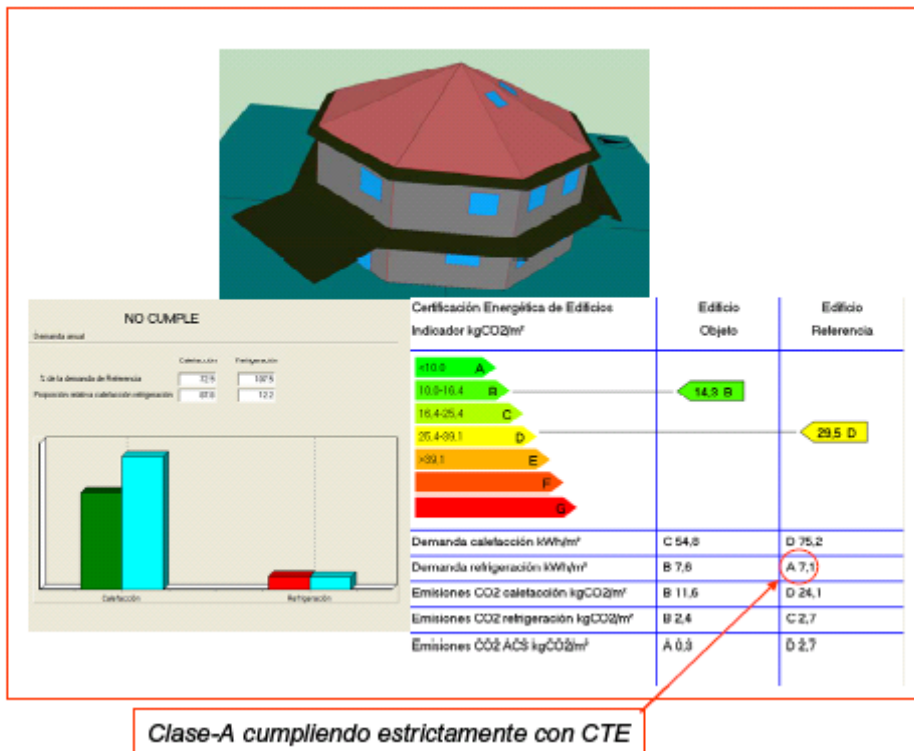 NO CUMPLE
Demanda anual
Calefacción Refrigeración
% de la demanda de Referencia 72,9 107,5
Proporción relativa calefacción refrigeración 87,8 12,2
Calefacción Refrigeración
Certificación Energética de Edificios Edificio Edificio
Indicador kgCO2/m² Objeto Referencia
<10.0 A
10.0-16.4 B 14,3 B
16.4-25.4 C
25.4-39.1 D 29,5 D
>39.1 E
F
G
Demanda calefacción kWh/m² C 54,8 D 75,2
Demanda refrigeración kWh/m² B 7,6 A 7,1
Emisiones CO2 calefacción kgCO2/m² B 11,6 D 24,1
Emisiones CO2 refrigeración kgCO2/m² B 2,4 C 2,7
Emisiones CO2 ACS kgCO2/m² A 0,3 D 2,7
Clase-A cumpliendo estrictamente con CTE